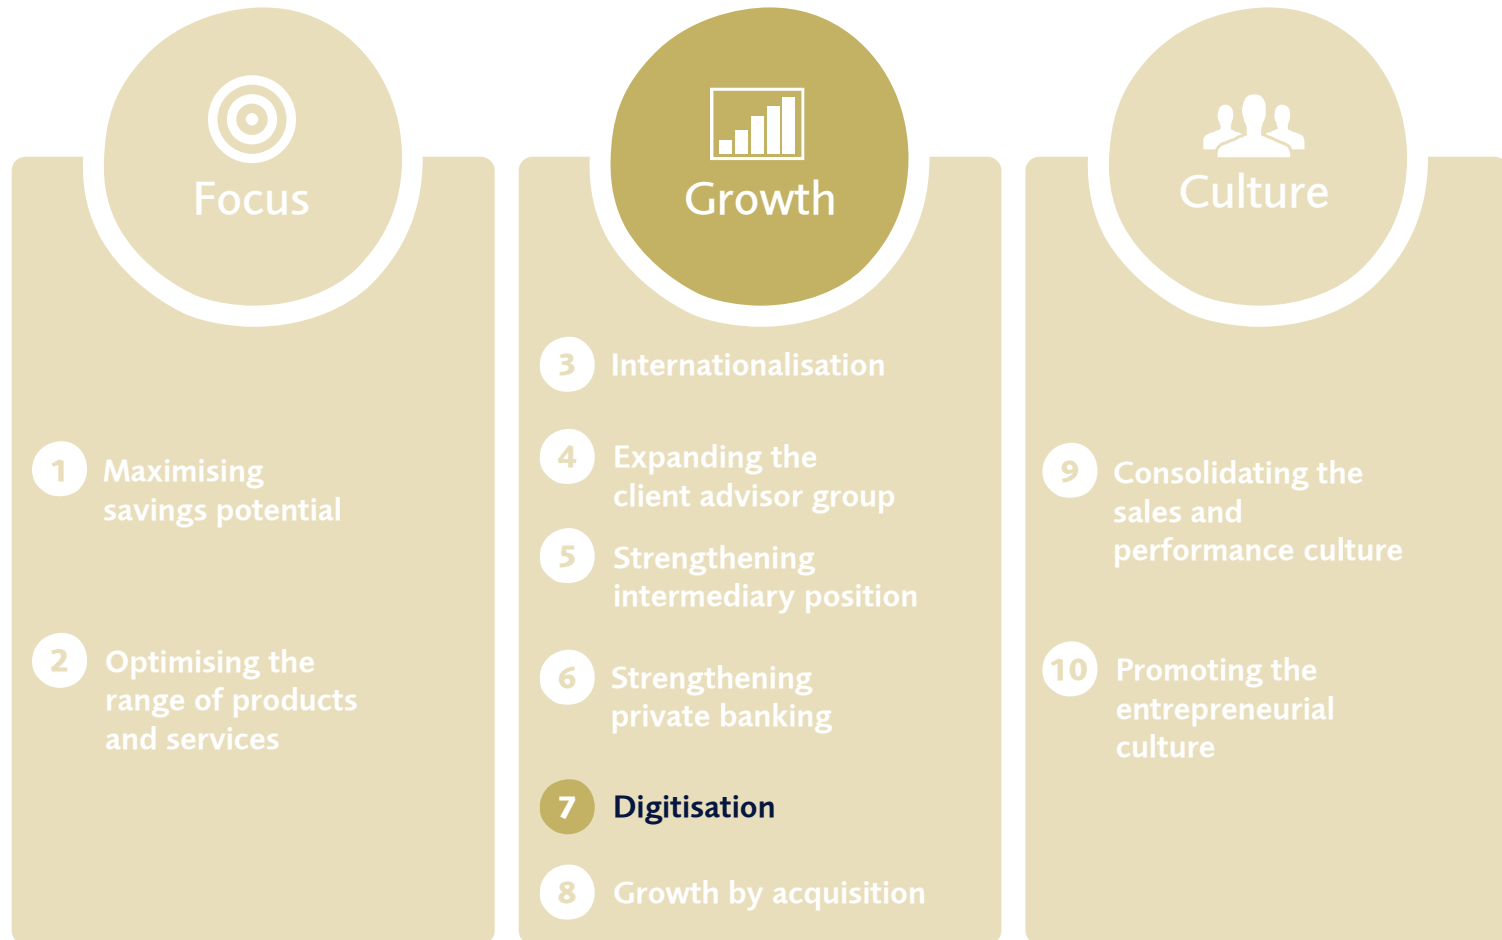 Focus
1
Maximising
savings potential
2
Optimising the
range of products
and services
Growth
3
Internationalisation
4
Expanding the
client advisor group
5
Strengthening
intermediary position
6
Strengthening
private banking
7
Digitisation
8
Growth by acquisition
Culture
9
Consolidating the
sales and
performance culture
10
Promoting the
entrepreneurial
culture